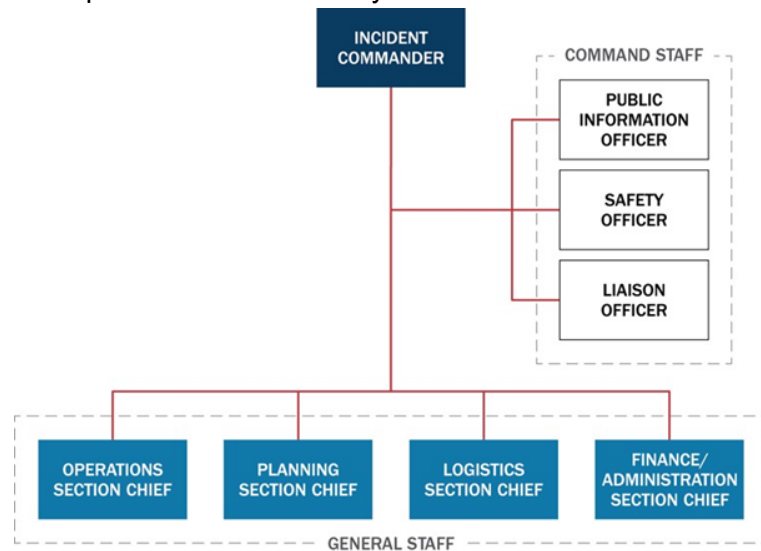 INCIDENT
COMMANDER
COMMAND STAFF
PUBLIC
INFORMATION
OFFICER
SAFETY
OFFICER
LIAISON
OFFICER
OPERATIONS
SECTION CHIEF
PLANNING
SECTION CHIEF
LOGISTICS
SECTION CHIEF
FINANCE/
ADMINISTRATION
SECTION CHIEF
GENERAL STAFF